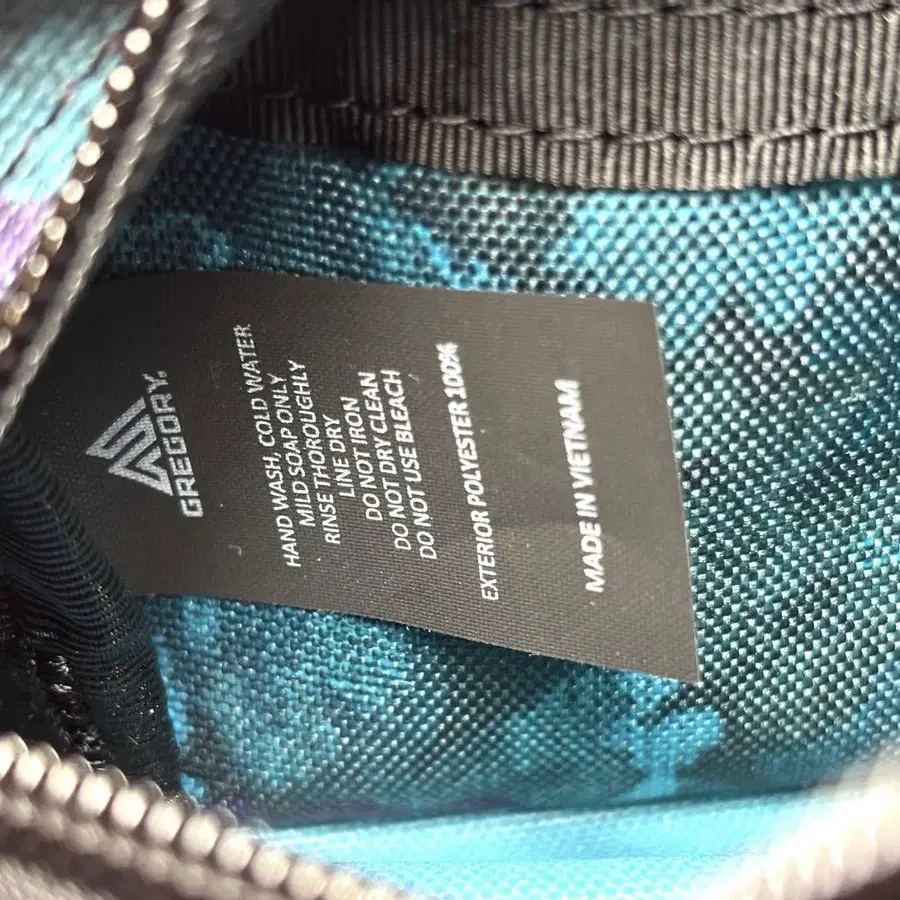 GREGORY.
HAND WASH, COLD WATER
MILD SOAP ONLY
RINSE THOROUGHLY
LINE DRY
DO NOT IRON
DO NOT DRY CLEAN
DO NOT USE BLEACH
EXTERIOR POLYESTER 100%
MADE IN VIETNAM